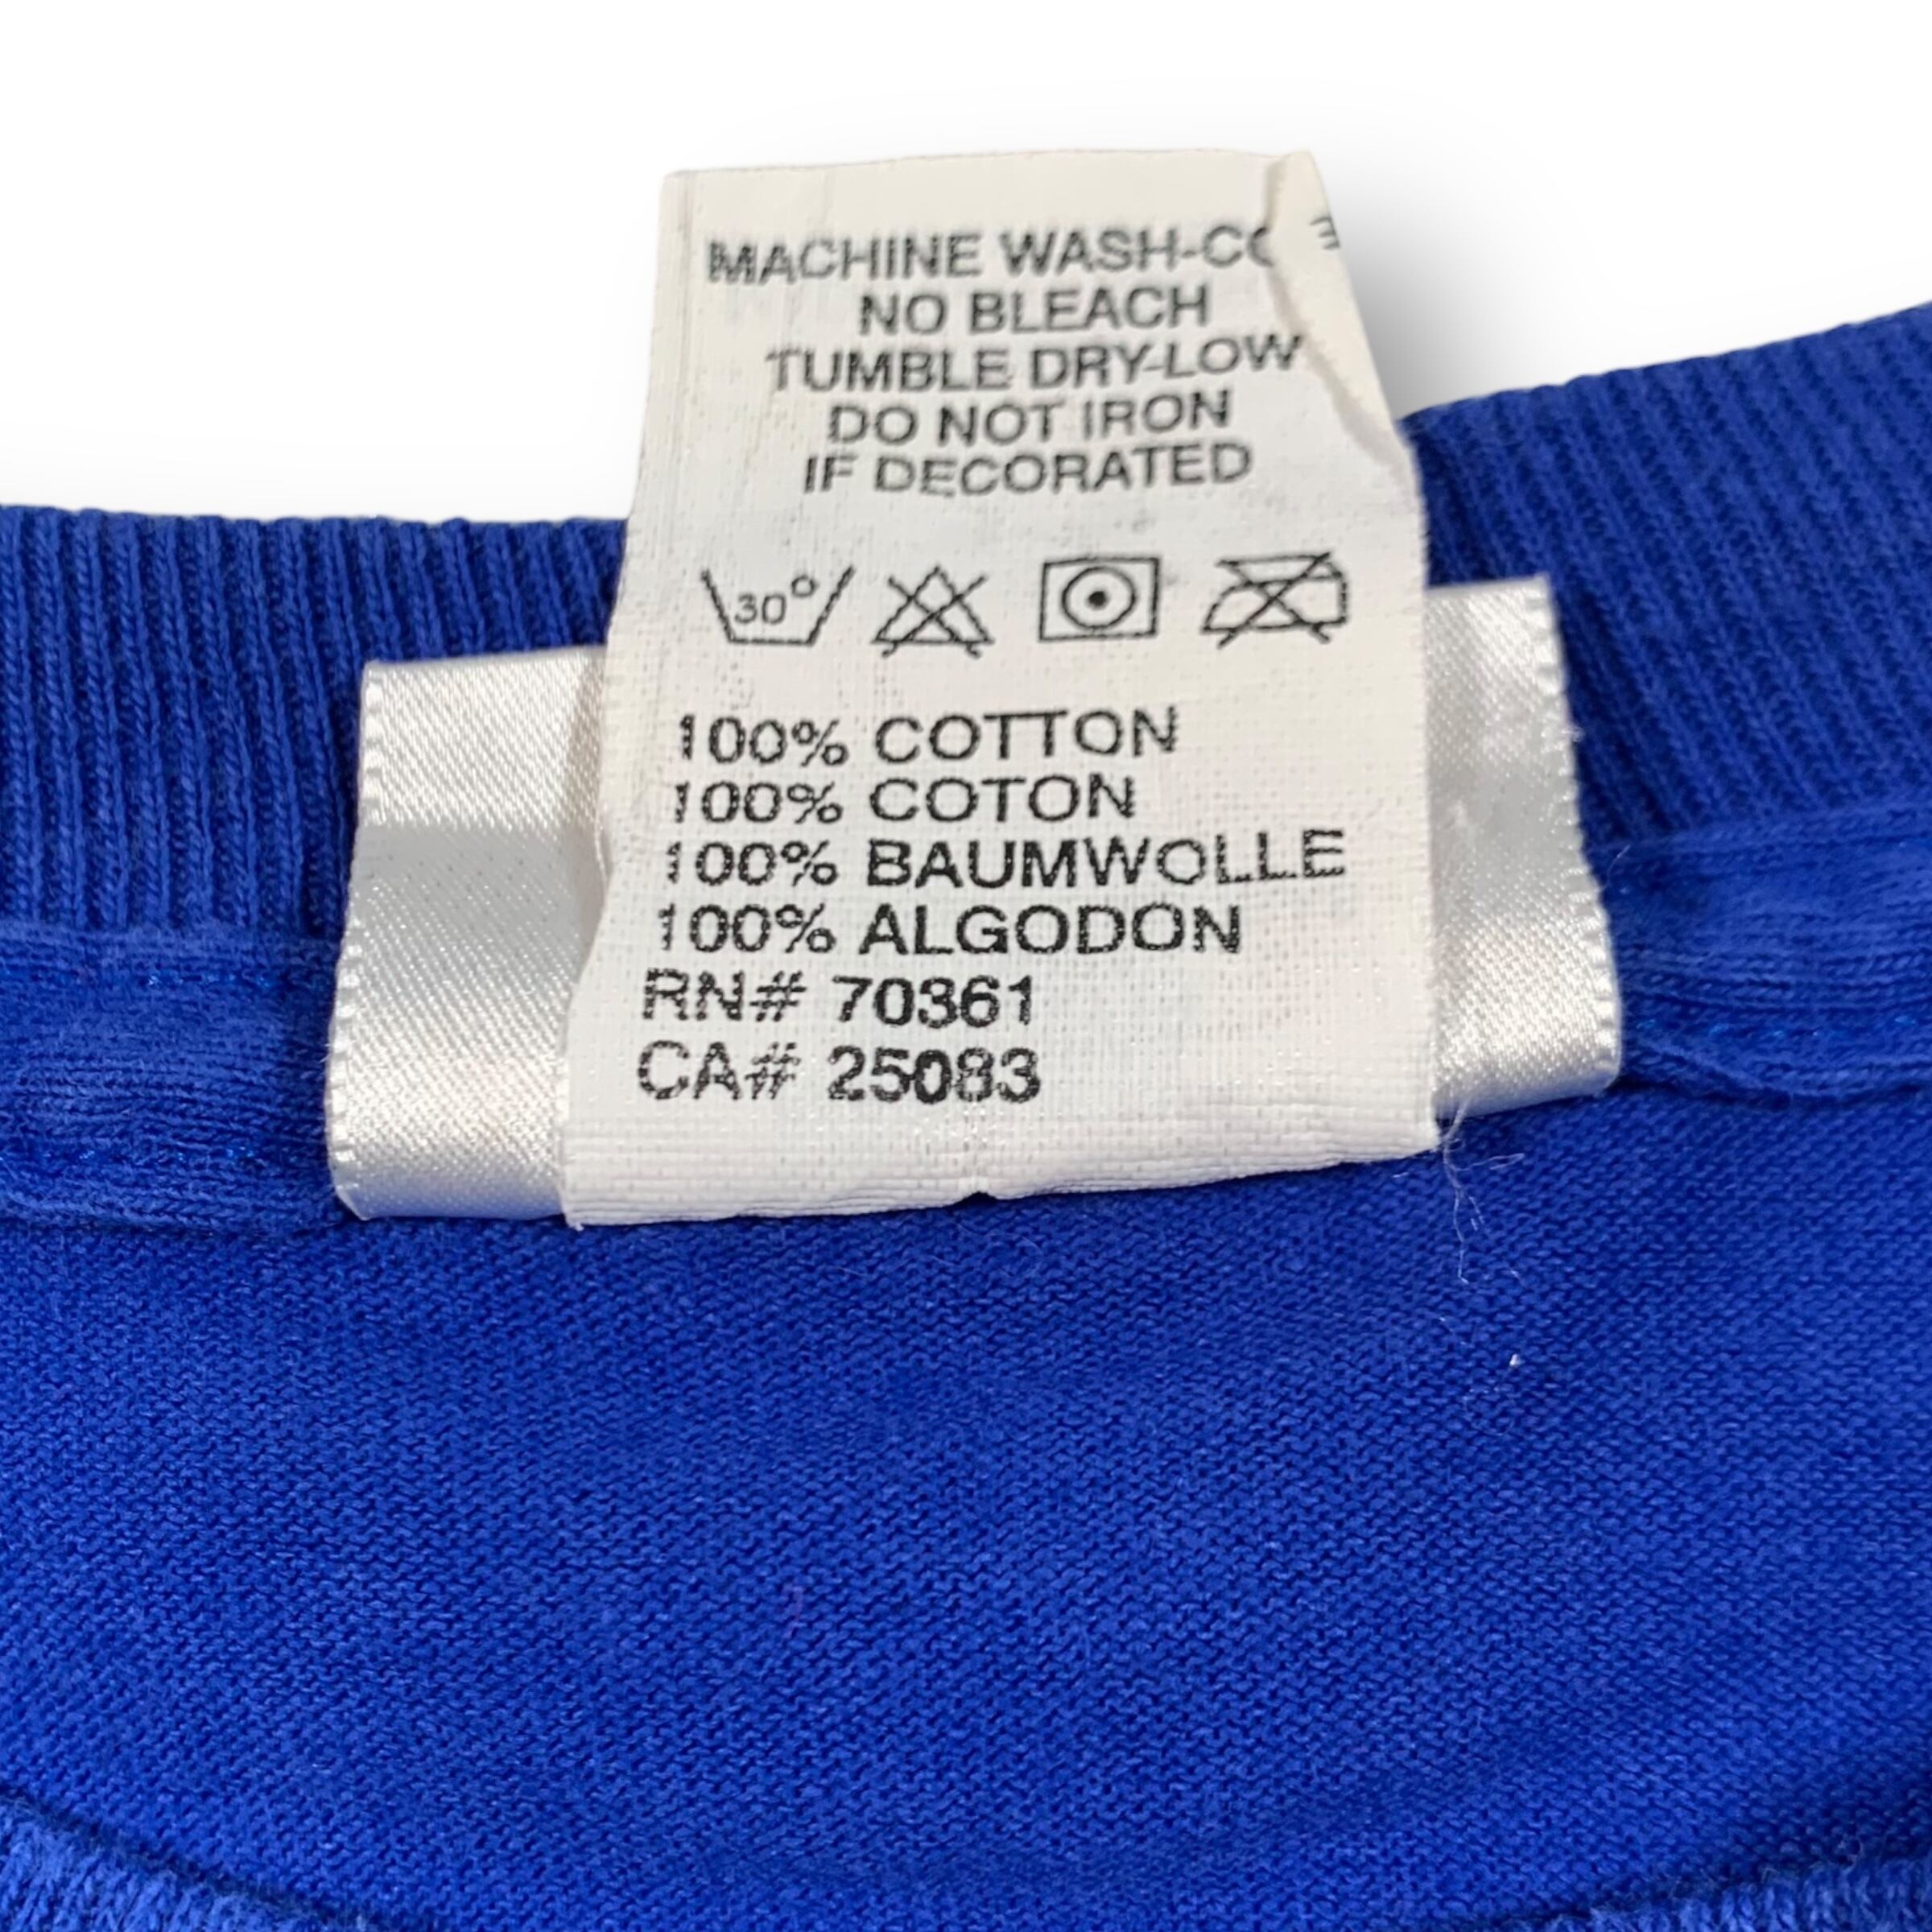 MACHINE WASH-CO
NO BLEACH
TUMBLE DRY-LOW
DO NOT IRON
IF DECORATED
30°
100% COTTON
100% COTON
100% BAUMWOLLE
100% ALGODON
RN# 70361
CA# 25083